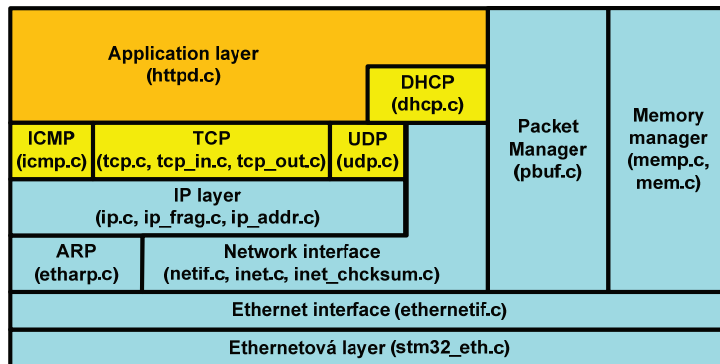 Application layer
(httpd.c)
DHCP
(dhcp.c)
Packet
Manager
(pbuf.c)
Memory
manager
(memp.c,
mem.c)
ICMP
(icmp.c)
TCP
(tcp.c, tcp_in.c, tcp_out.c)
UDP
(udp.c)
IP layer
(ip.c, ip_frag.c, ip_addr.c)
ARP
(etharp.c)
Network interface
(netif.c, inet.c, inet_chcksum.c)
Ethernet interface (ethernetif.c)
Ethernetová layer (stm32_eth.c)